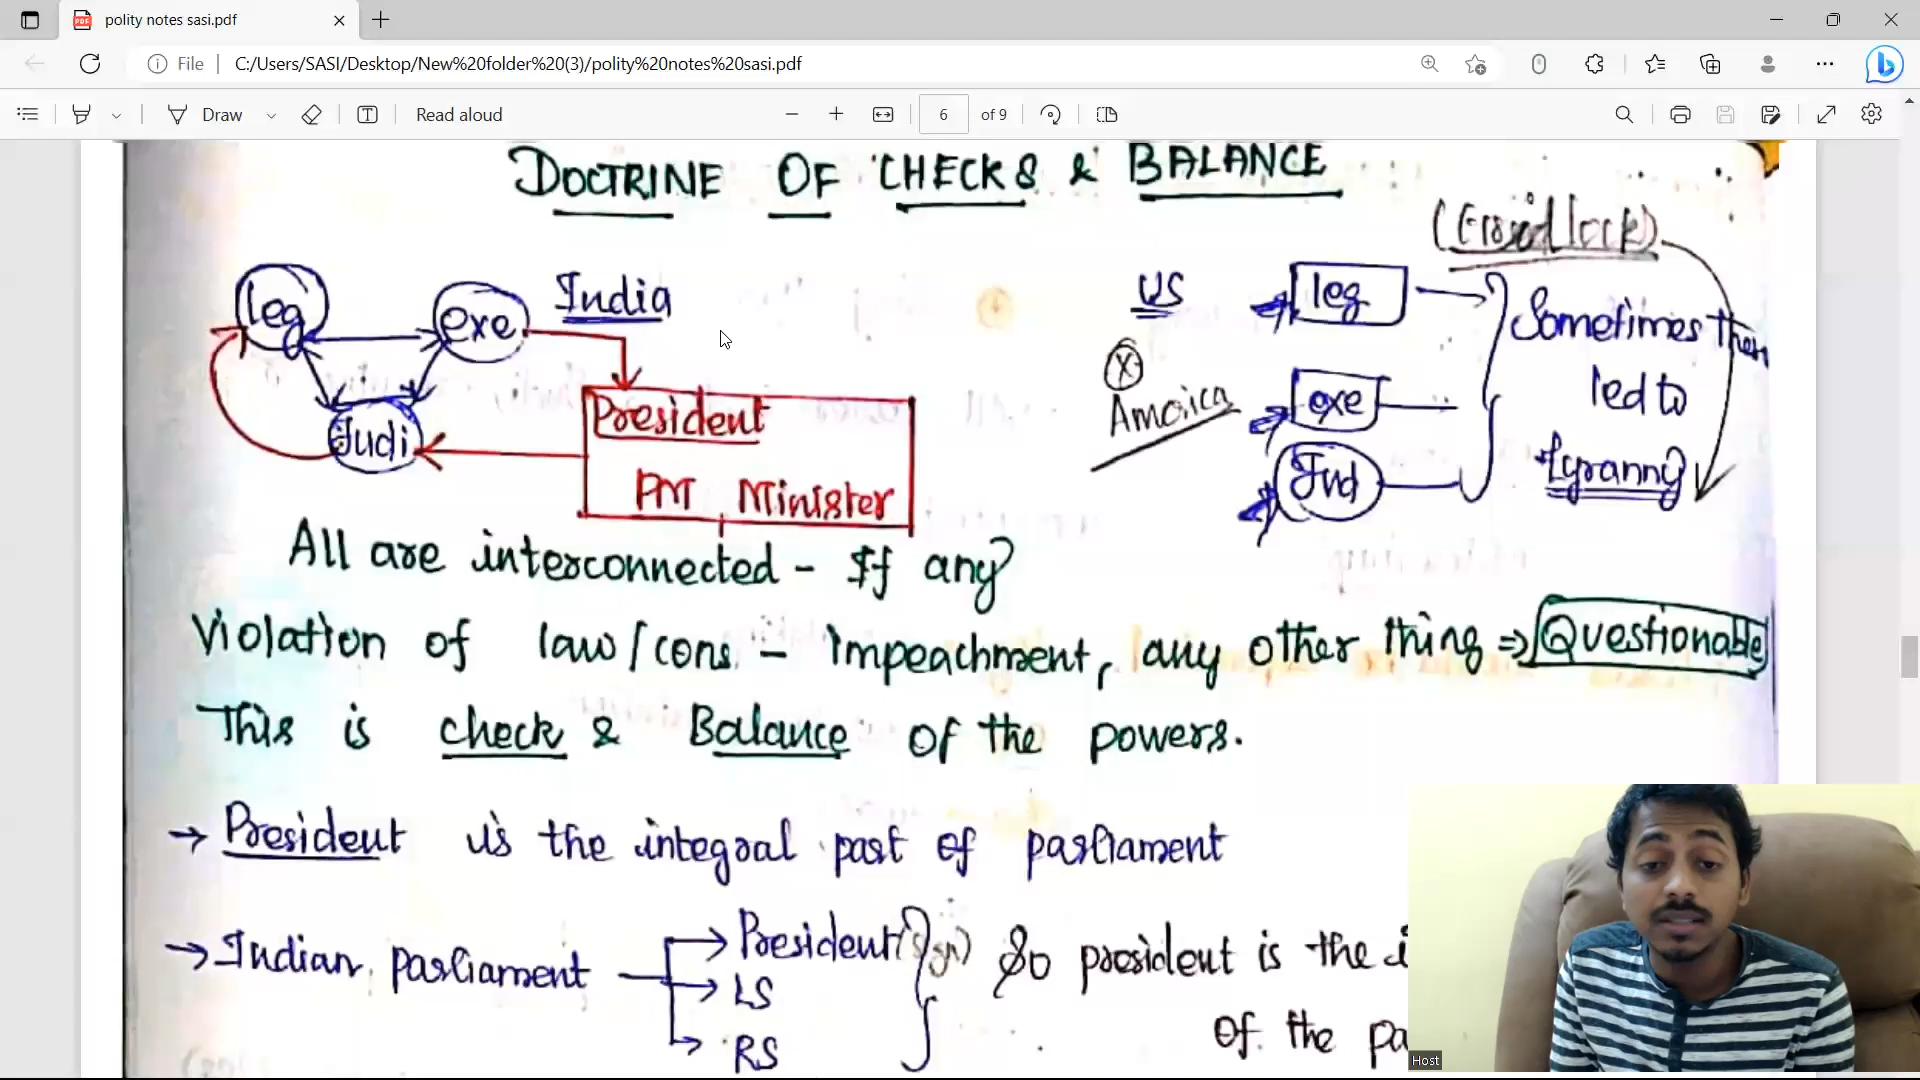 polity notes sasi.pdf
File
C:/Users/SASI/Desktop/New%20folder%20(3)/polity%20notes%20sasi.pdf
Draw
Read aloud
6 of 9
DOCTRINE OF CHECKS & BALANCE
leg
exe
India
Judi
President
PM Minister
US
America
leg
exe
Jud
Sometimes
led to
tyranny
All are interconnected - If any
violation of law/cons. - impeachment, any other thing ⇒ Questionable
This is check & Balance of the powers.
→ President is the integral part of parliament
→ Indian parliament
President (sign)
LS
RS
So president is the
of the
Host